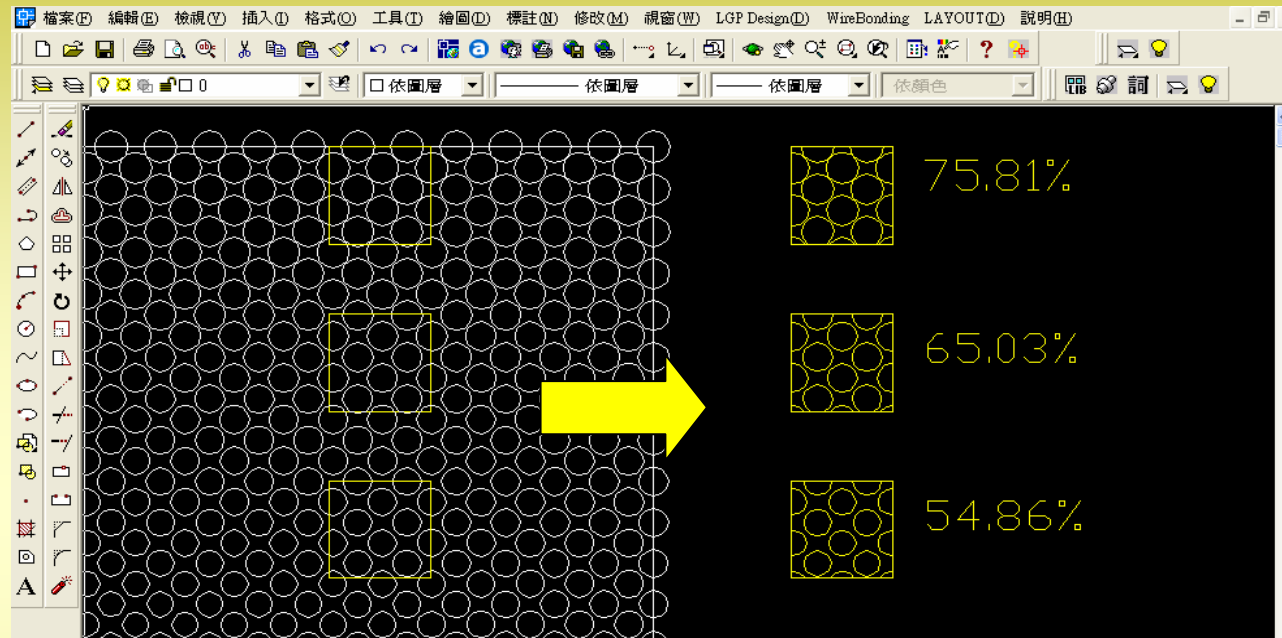 檔案(F) 編輯(E) 檢視(V) 插入(I) 格式(O) 工具(T) 繪圖(D) 標註(N) 修改(M) 視窗(W) LGP Design(D) WireBonding LAYOUT(D) 說明(H)
0 依圖層 依圖層 依圖層 依顏色 LIB 詞
A
75.81%
65.03%
54.86%